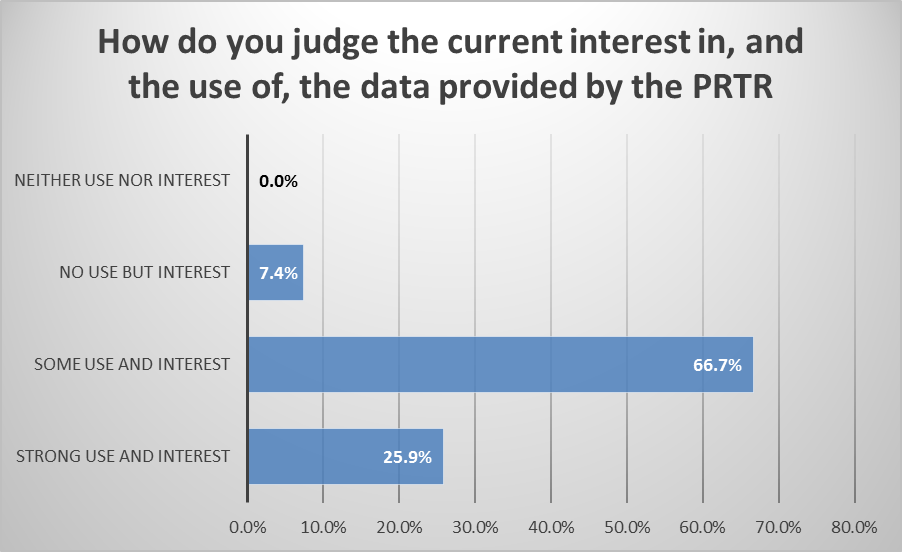 How do you judge the current interest in, and
the use of, the data provided by the PRTR
NEITHER USE NOR INTEREST
0.0%
NO USE BUT INTEREST
7.4%
SOME USE AND INTEREST
66.7%
STRONG USE AND INTEREST
25.9%
0.0% 10.0% 20.0% 30.0% 40.0% 50.0% 60.0% 70.0% 80.0%